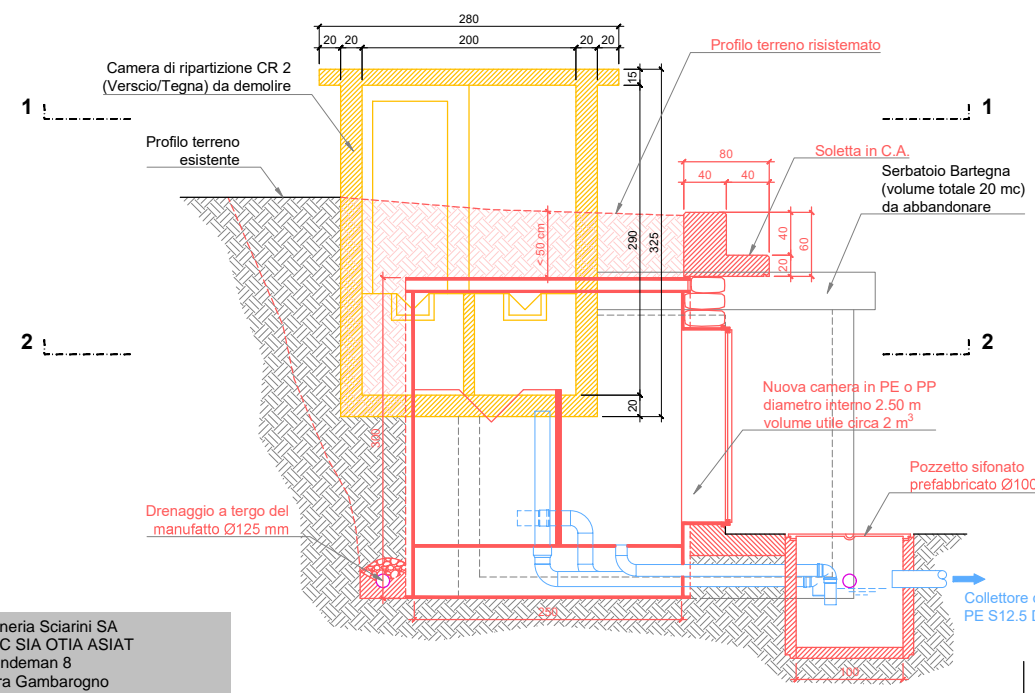 280
20 20 200 20 20
Camera di ripartizione CR 2
(Verscio/Tegna) da demolire
Profilo terreno risistemato
15
1
1
Profilo terreno
esistente
80
Soletta in C.A.
40 40
Serbatoio Bartegna
(volume totale 20 mc)
da abbandonare
< 50 cm
290
325
40
60
20
2
2
Nuova camera in PE o PP
diametro interno 2.50 m
volume utile circa 2 m³
20
300
Pozzetto sifonato
prefabbricato Ø100
Drenaggio a tergo del
manufatto Ø125 mm
Collettore
PE S12.5
250
100
neria Sciarini SA
C SIA OTIA ASIAT
ndeman 8
ra Gambarogno